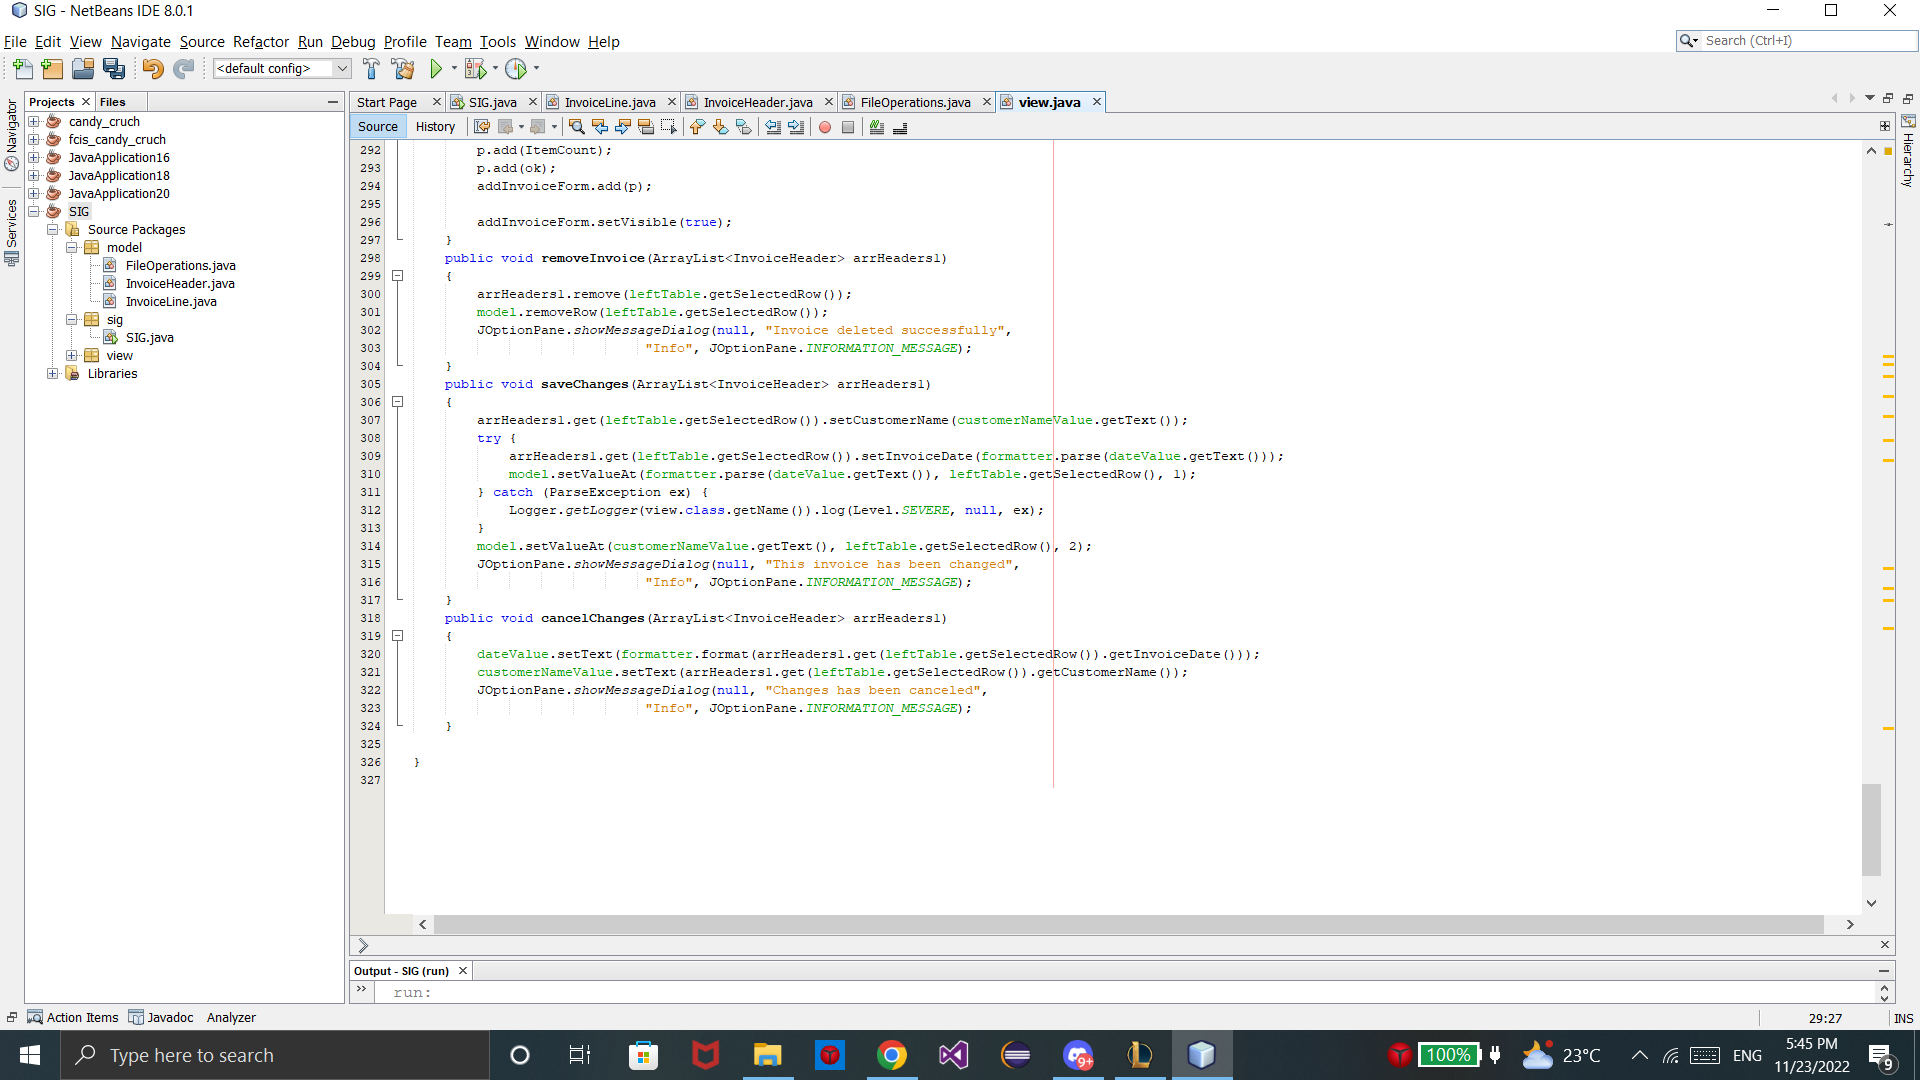 SIG - NetBeans IDE 8.0.1
File Edit View Navigate Source Refactor Run Debug Profile Team Tools Window Help
Search (Ctrl+I)
<default config>
Navigator
Services
Projects Files
candy_cruch
fcis_candy_cruch
JavaApplication16
JavaApplication18
JavaApplication20
SIG
Source Packages
model
FileOperations.java
InvoiceHeader.java
InvoiceLine.java
sig
SIG.java
view
Libraries
Start Page SIG.java InvoiceLine.java InvoiceHeader.java FileOperations.java view.java
Source History
Hierarchy
292 p.add(ItemCount);
293 p.add(ok);
294 addInvoiceForm.add(p);
295
296 addInvoiceForm.setVisible(true);
297 }
298 public void removeInvoice(ArrayList<InvoiceHeader> arrHeaders1)
299 {
300 arrHeaders1.remove(leftTable.getSelectedRow());
301 model.removeRow(leftTable.getSelectedRow());
302 JOptionPane.showMessageDialog(null, "Invoice deleted successfully",
303 "Info", JOptionPane.INFORMATION_MESSAGE);
304 }
305 public void saveChanges(ArrayList<InvoiceHeader> arrHeaders1)
306 {
307 arrHeaders1.get(leftTable.getSelectedRow()).setCustomerName(customerNameValue.getText());
308 try {
309 arrHeaders1.get(leftTable.getSelectedRow()).setInvoiceDate(formatter.parse(dateValue.getText()));
310 model.setValueAt(formatter.parse(dateValue.getText()), leftTable.getSelectedRow(), 1);
311 } catch (ParseException ex) {
312 Logger.getLogger(view.class.getName()).log(Level.SEVERE, null, ex);
313 }
314 model.setValueAt(customerNameValue.getText(), leftTable.getSelectedRow(), 2);
315 JOptionPane.showMessageDialog(null, "This invoice has been changed",
316 "Info", JOptionPane.INFORMATION_MESSAGE);
317 }
318 public void cancelChanges(ArrayList<InvoiceHeader> arrHeaders1)
319 {
320 dateValue.setText(formatter.format(arrHeaders1.get(leftTable.getSelectedRow()).getInvoiceDate()));
321 customerNameValue.setText(arrHeaders1.get(leftTable.getSelectedRow()).getCustomerName());
322 JOptionPane.showMessageDialog(null, "Changes has been canceled",
323 "Info", JOptionPane.INFORMATION_MESSAGE);
324 }
325
326 }
327
Output - SIG (run)
run:
Action Items Javadoc Analyzer
29:27 INS
Type here to search
9+
100%
23°C
ENG
5:45 PM
11/23/2022
9